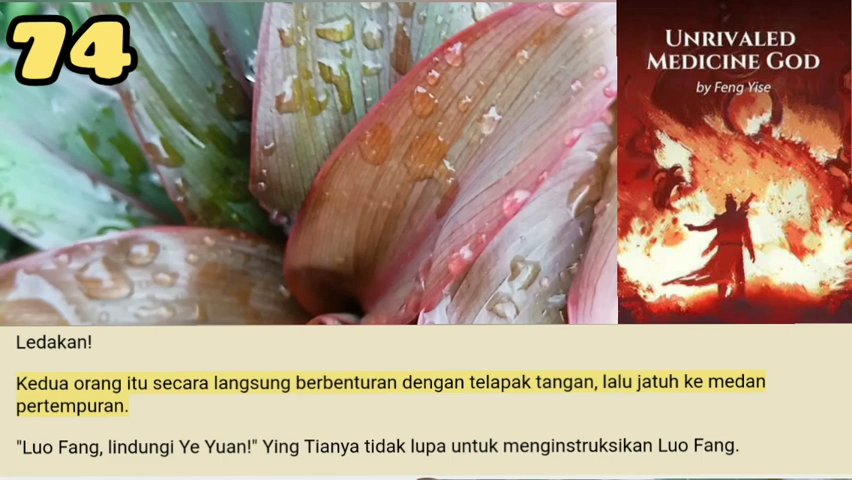 74
UNRIVALED
MEDICINE GOD
by Feng Yise
Ledakan!
Kedua orang itu secara langsung berbenturan dengan telapak tangan, lalu jatuh ke medan
pertempuran.
"Luo Fang, lindungi Ye Yuan!" Ying Tianya tidak lupa untuk menginstruksikan Luo Fang.